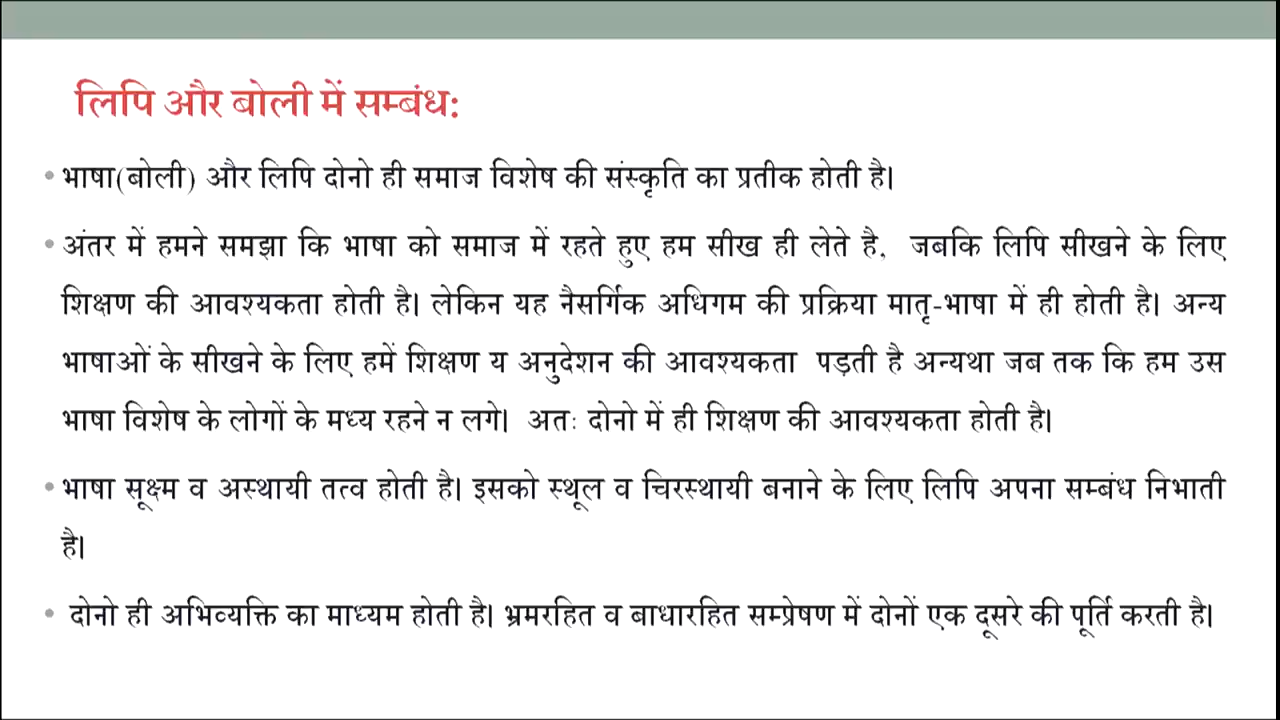 लिपि और बोली में सम्बंध:
• भाषा(बोली) और लिपि दोनो ही समाज विशेष की संस्कृति का प्रतीक होती है।
• अंतर में हमने समझा कि भाषा को समाज में रहते हुए हम सीख ही लेते है, जबकि लिपि सीखने के लिए
शिक्षण की आवश्यकता होती है। लेकिन यह नैसर्गिक अधिगम की प्रक्रिया मातृ-भाषा में ही होती है। अन्य
भाषाओं के सीखने के लिए हमें शिक्षण य अनुदेशन की आवश्यकता पड़ती है अन्यथा जब तक कि हम उस
भाषा विशेष के लोगों के मध्य रहने न लगे। अतः दोनो में ही शिक्षण की आवश्यकता होती है।
• भाषा सूक्ष्म व अस्थायी तत्व होती है। इसको स्थूल व चिरस्थायी बनाने के लिए लिपि अपना सम्बंध निभाती
है।
• दोनो ही अभिव्यक्ति का माध्यम होती है। भ्रमरहित व बाधारहित सम्प्रेषण में दोनों एक दूसरे की पूर्ति करती है।